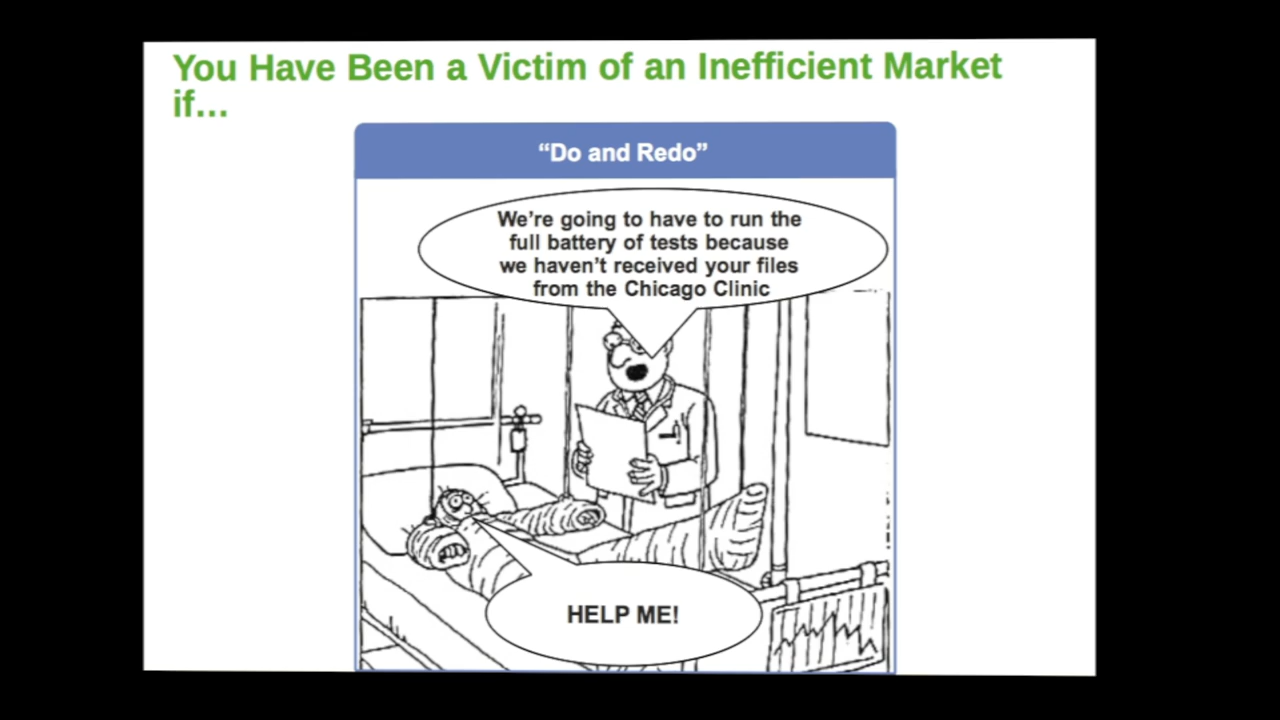 You Have Been a Victim of an Inefficient Market
if…
“Do and Redo”
We’re going to have to run the
full battery of tests because
we haven’t received your files
from the Chicago Clinic
HELP ME!